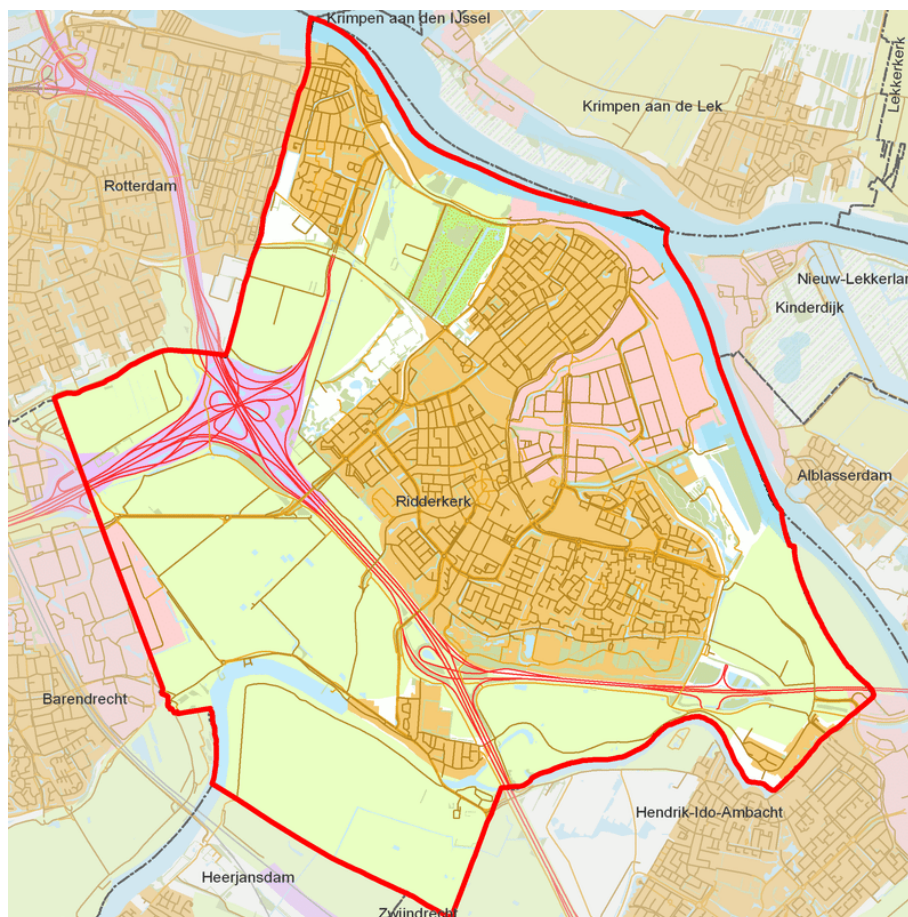 Krimpen aan den IJssel
Krimpen aan de Lek
Lekkerkerk
Rotterdam
Nieuw-Lekkerlan
Kinderdijk
Alblasserdam
Ridderkerk
Barendrecht
Hendrik-Ido-Ambacht
Heerjansdam
Zwijndrecht